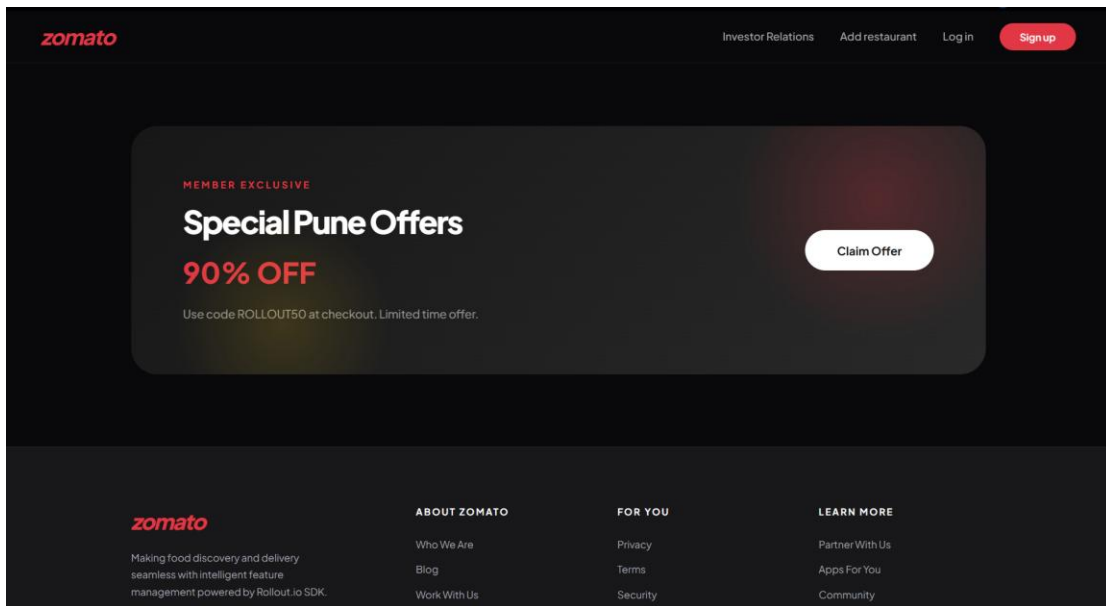 zomato
Investor Relations
Add restaurant
Log in
Sign up
MEMBER EXCLUSIVE
Special Pune Offers
90% OFF
Use code ROLLOUT50 at checkout. Limited time offer.
Claim Offer
zomato
Making food discovery and delivery
seamless with intelligent feature
management powered by Rollout.io SDK.
ABOUT ZOMATO
Who We Are
Blog
Work With Us
FOR YOU
Privacy
Terms
Security
LEARN MORE
Partner With Us
Apps For You
Community